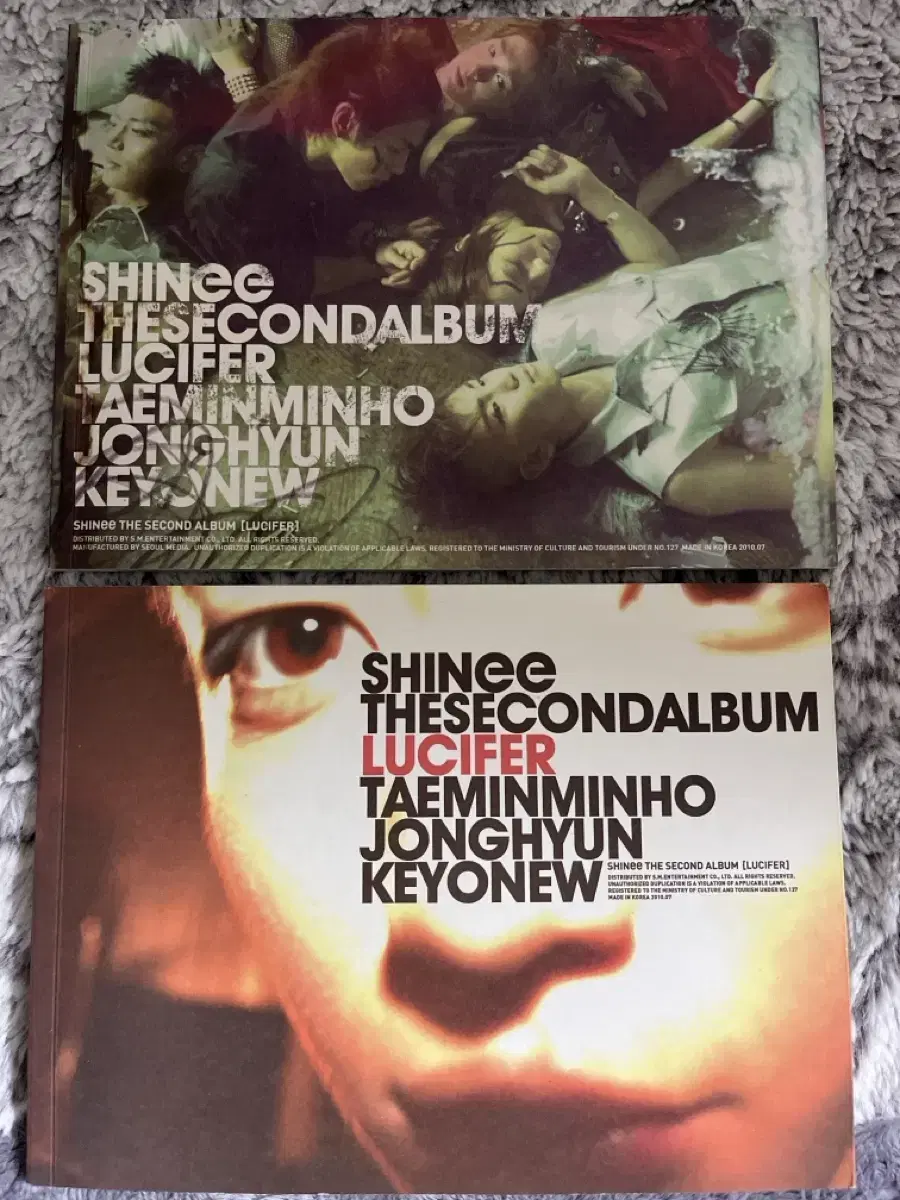 SHINee
THESECONDALBUM
LUCIFER
TAEMINMINHO
JONGHYUN
KEYONEW
SHINee THE SECOND ALBUM [LUCIFER]
DISTRIBUTED BY S.M.ENTERTAINMENT CO., LTD. ALL RIGHTS RESERVED.
MANUFACTURED BY SEOUL MEDIA. UNAUTHORIZED DUPLICATION IS A VIOLATION OF APPLICABLE LAWS. REGISTERED TO THE MINISTRY OF CULTURE AND TOURISM UNDER NO.127 .MADE IN KOREA 2010.07
SHINee
THESECONDALBUM
LUCIFER
TAEMINMINHO
JONGHYUN
KEYONEW
SHINee THE SECOND ALBUM [LUCIFER]
DISTRIBUTED BY S.M.ENTERTAINMENT CO., LTD. ALL RIGHTS RESERVED.
UNAUTHORIZED DUPLICATION IS A VIOLATION OF APPLICABLE LAWS.
REGISTERED TO THE MINISTRY OF CULTURE AND TOURISM UNDER NO.127
MADE IN KOREA 2010.07